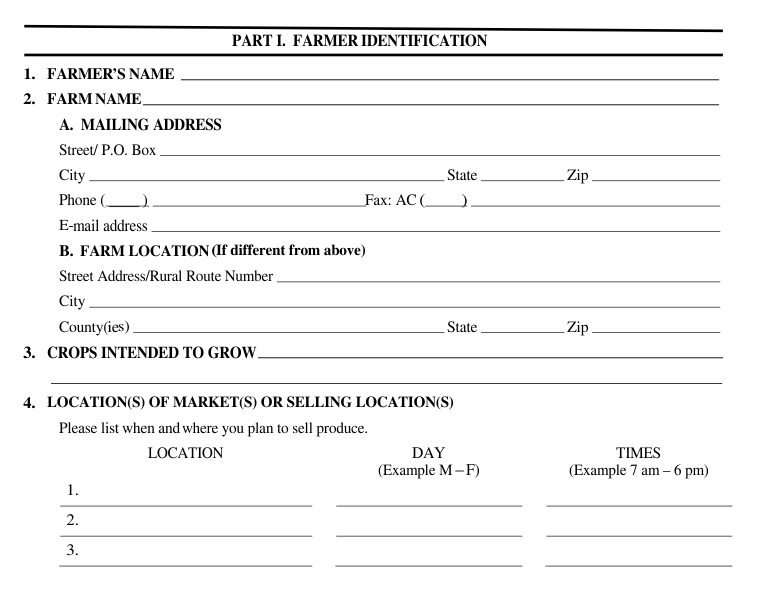 PART I. FARMER IDENTIFICATION
1. FARMER'S NAME
2. FARM NAME
A. MAILING ADDRESS
Street/ P.O. Box
City State Zip
Phone ( ) Fax: AC ( )
E-mail address
B. FARM LOCATION (If different from above)
Street Address/Rural Route Number
City
County(ies) State Zip
3. CROPS INTENDED TO GROW
4. LOCATION(S) OF MARKET(S) OR SELLING LOCATION(S)
Please list when and where you plan to sell produce.
LOCATION DAY TIMES
(Example M – F) (Example 7 am – 6 pm)
1.
2.
3.